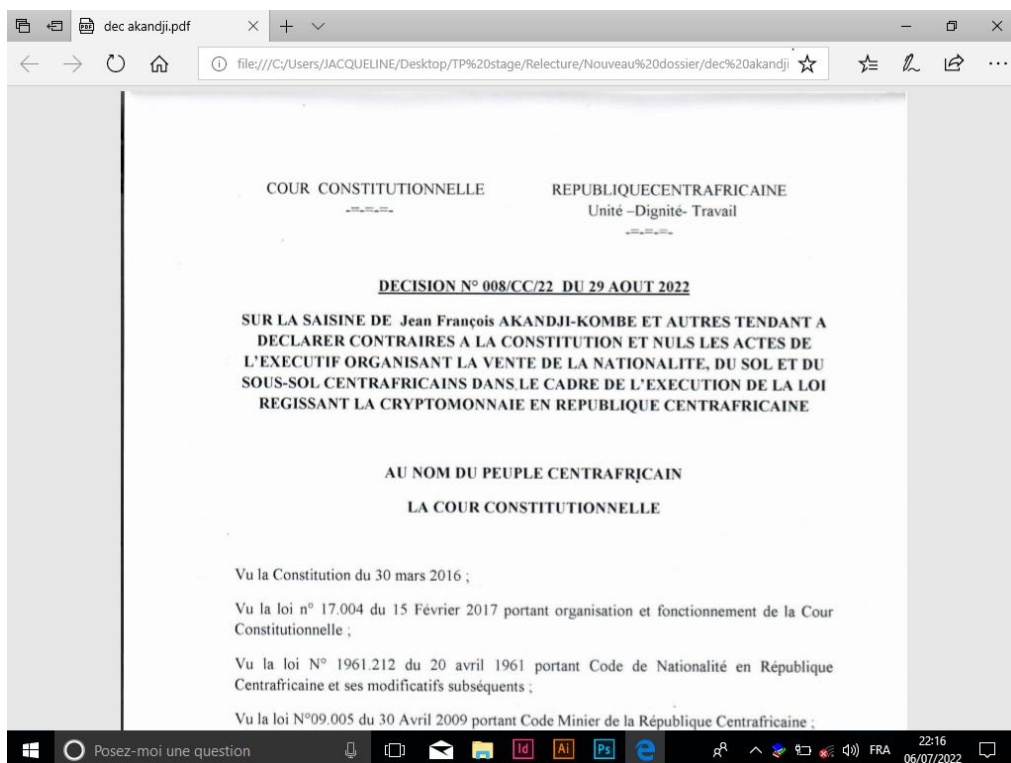 dec akandji.pdf
file:///C:/Users/JACQUELINE/Desktop/TP%20stage/Relecture/Nouveau%20dossier/dec%20akandji
COUR CONSTITUTIONNELLE
-=-=-=-
REPUBLIQUECENTRAFRICAINE
Unité –Dignité- Travail
-=-=-=-
DECISION N° 008/CC/22 DU 29 AOUT 2022
SUR LA SAISINE DE Jean François AKANDJI-KOMBE ET AUTRES TENDANT A
DECLARER CONTRAIRES A LA CONSTITUTION ET NULS LES ACTES DE
L'EXECUTIF ORGANISANT LA VENTE DE LA NATIONALITE, DU SOL ET DU
SOUS-SOL CENTRAFRICAINS DANS LE CADRE DE L'EXECUTION DE LA LOI
REGISSANT LA CRYPTOMONNAIE EN REPUBLIQUE CENTRAFRICAINE
AU NOM DU PEUPLE CENTRAFRICAIN
LA COUR CONSTITUTIONNELLE
Vu la Constitution du 30 mars 2016 ;
Vu la loi n° 17.004 du 15 Février 2017 portant organisation et fonctionnement de la Cour
Constitutionnelle ;
Vu la loi N° 1961.212 du 20 avril 1961 portant Code de Nationalité en République
Centrafricaine et ses modificatifs subséquents ;
Vu la loi N°09.005 du 30 Avril 2009 portant Code Minier de la République Centrafricaine ;
Posez-moi une question
Id
Ai
Ps
FRA
22:16
06/07/2022